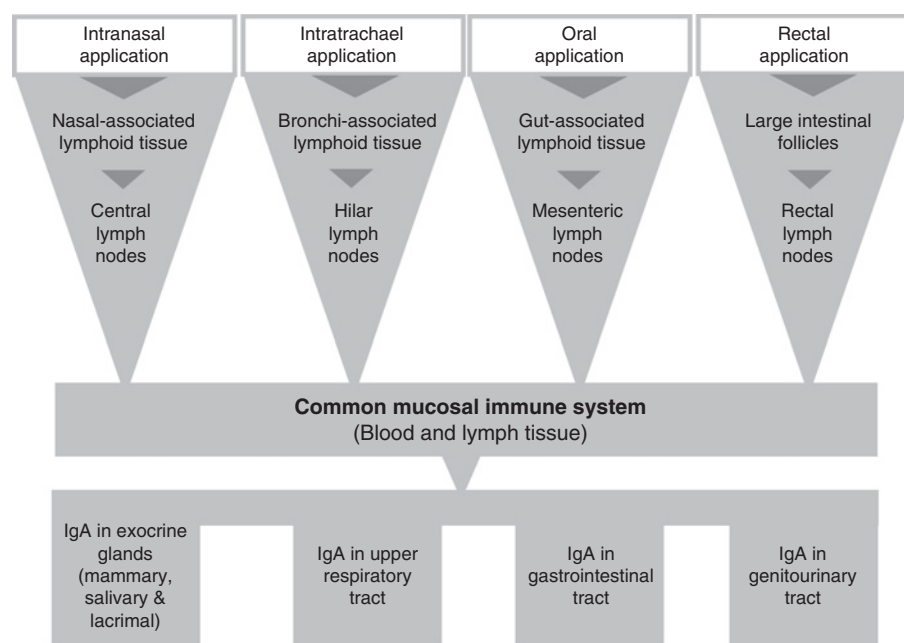 Intranasal
application
Intratrachael
application
Oral
application
Rectal
application
Nasal-associated
lymphoid tissue
Bronchi-associated
lymphoid tissue
Gut-associated
lymphoid tissue
Large intestinal
follicles
Central
lymph
nodes
Hilar
lymph
nodes
Mesenteric
lymph
nodes
Rectal
lymph
nodes
Common mucosal immune system
(Blood and lymph tissue)
IgA in exocrine
glands
(mammary,
salivary &
lacrimal)
IgA in upper
respiratory
tract
IgA in
gastrointestinal
tract
IgA in
genitourinary
tract